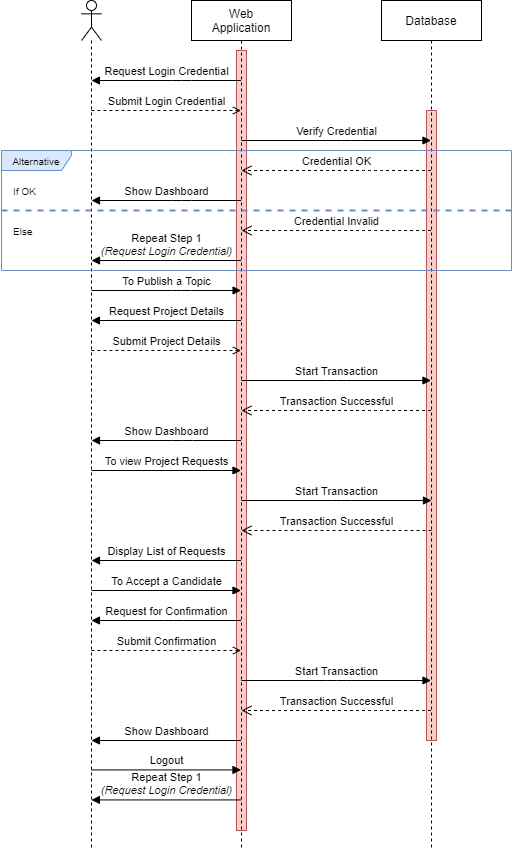 Web
Application
Database
Request Login Credential
Submit Login Credential
Verify Credential
Alternative
Credential OK
If OK
Show Dashboard
Credential Invalid
Else
Repeat Step 1
(Request Login Credential)
To Publish a Topic
Request Project Details
Submit Project Details
Start Transaction
Transaction Successful
Show Dashboard
To view Project Requests
Start Transaction
Transaction Successful
Display List of Requests
To Accept a Candidate
Request for Confirmation
Submit Confirmation
Start Transaction
Transaction Successful
Show Dashboard
Logout
Repeat Step 1
(Request Login Credential)